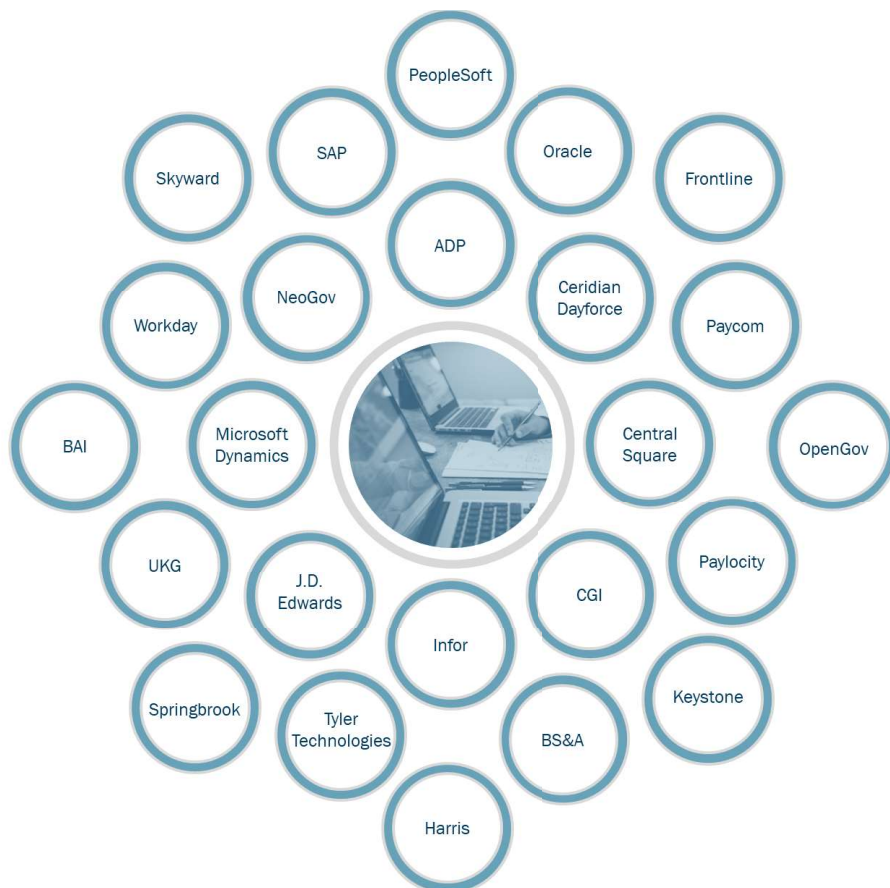 PeopleSoft
SAP
Oracle
Skyward
Frontline
ADP
NeoGov
Ceridian
Dayforce
Workday
Paycom
BAI
Microsoft
Dynamics
Central
Square
OpenGov
UKG
J.D.
Edwards
CGI
Paylocity
Infor
Springbrook
Tyler
Technologies
BS&A
Keystone
Harris